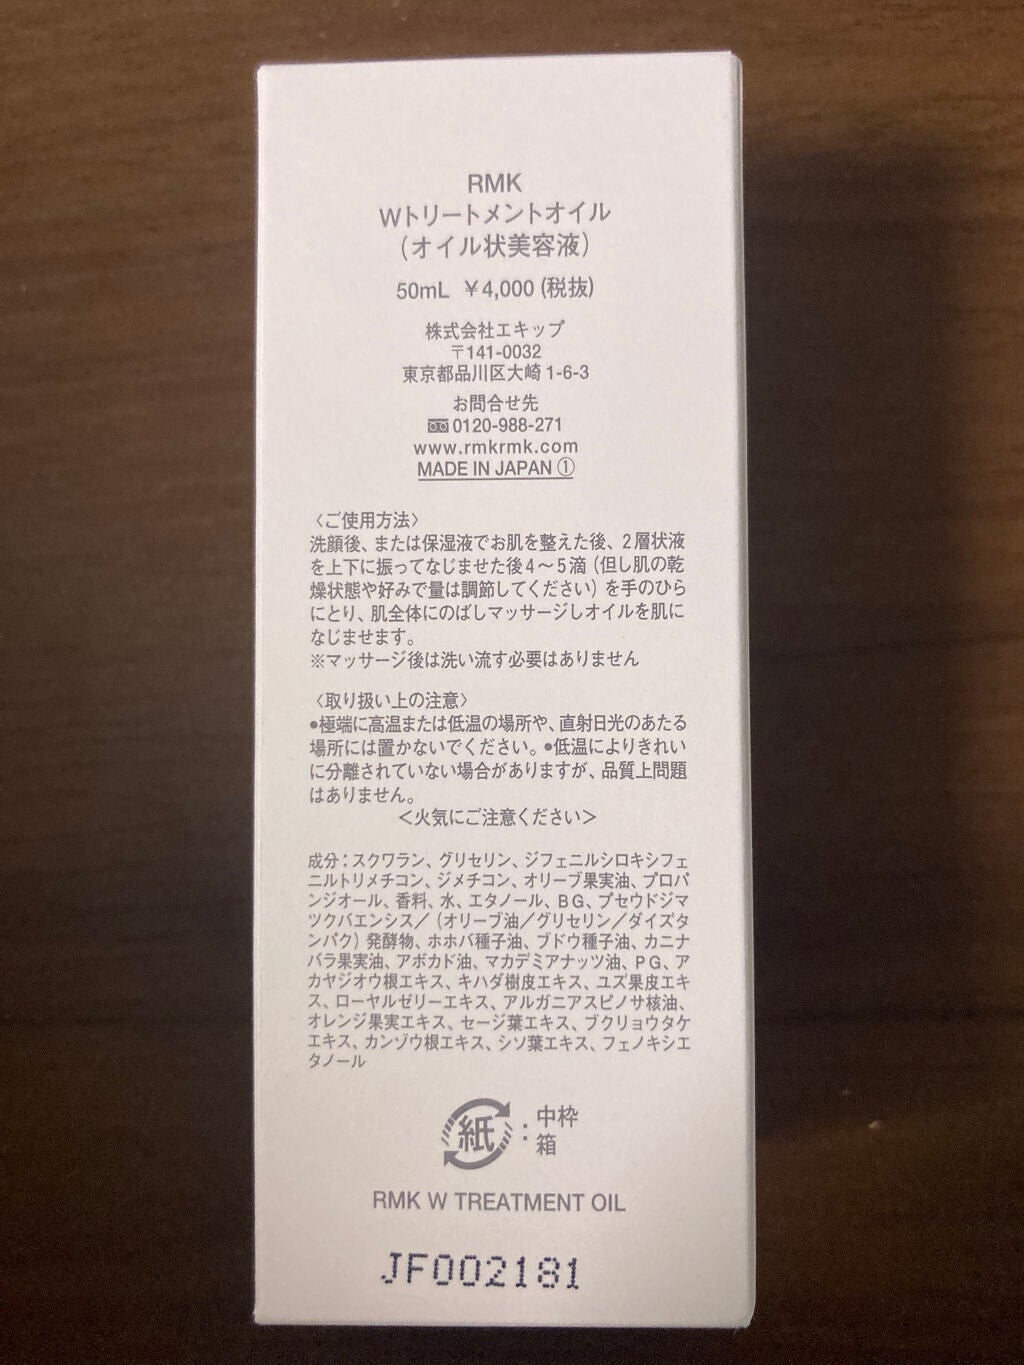 RMK
Wトリートメントオイル
(オイル状美容液)
50mL ¥4,000 (税抜)
株式会社エキップ
〒141-0032
東京都品川区大崎 1-6-3
お問合せ先
0120-988-271
www.rmkrmk.com
MADE IN JAPAN ①
〈ご使用方法〉
洗顔後、または保湿液でお肌を整えた後、2層状液
を上下に振ってなじませた後4～5滴（但し肌の乾
燥状態や好みで量は調節してください）を手のひら
にとり、肌全体にのばしマッサージしオイルを肌に
なじませます。
※マッサージ後は洗い流す必要はありません
〈取り扱い上の注意〉
●極端に高温または低温の場所や、直射日光のあたる
場所には置かないでください。●低温によりきれい
に分離されていない場合がありますが、品質上問題
はありません。
＜火気にご注意ください＞
成分：スクワラン、グリセリン、ジフェニルシロキシフェ
ニルトリメチコン、ジメチコン、オリーブ果実油、プロパ
ンジオール、香料、水、エタノール、BG、プセウドジマ
ツクバエンシス／（オリーブ油／グリセリン／ダイズタ
ンパク）発酵物、ホホバ種子油、ブドウ種子油、カニナ
バラ果実油、アボカド油、マカデミアナッツ油、PG、ア
カヤジオウ根エキス、キハダ樹皮エキス、ユズ果皮エキ
ス、ローヤルゼリーエキス、アルガニアスピノサ核油、
オレンジ果実エキス、セージ葉エキス、ブクリョウタケ
エキス、カンゾウ根エキス、シソ葉エキス、フェノキシエ
タノール
紙：中枠
箱
RMK W TREATMENT OIL
JF002181